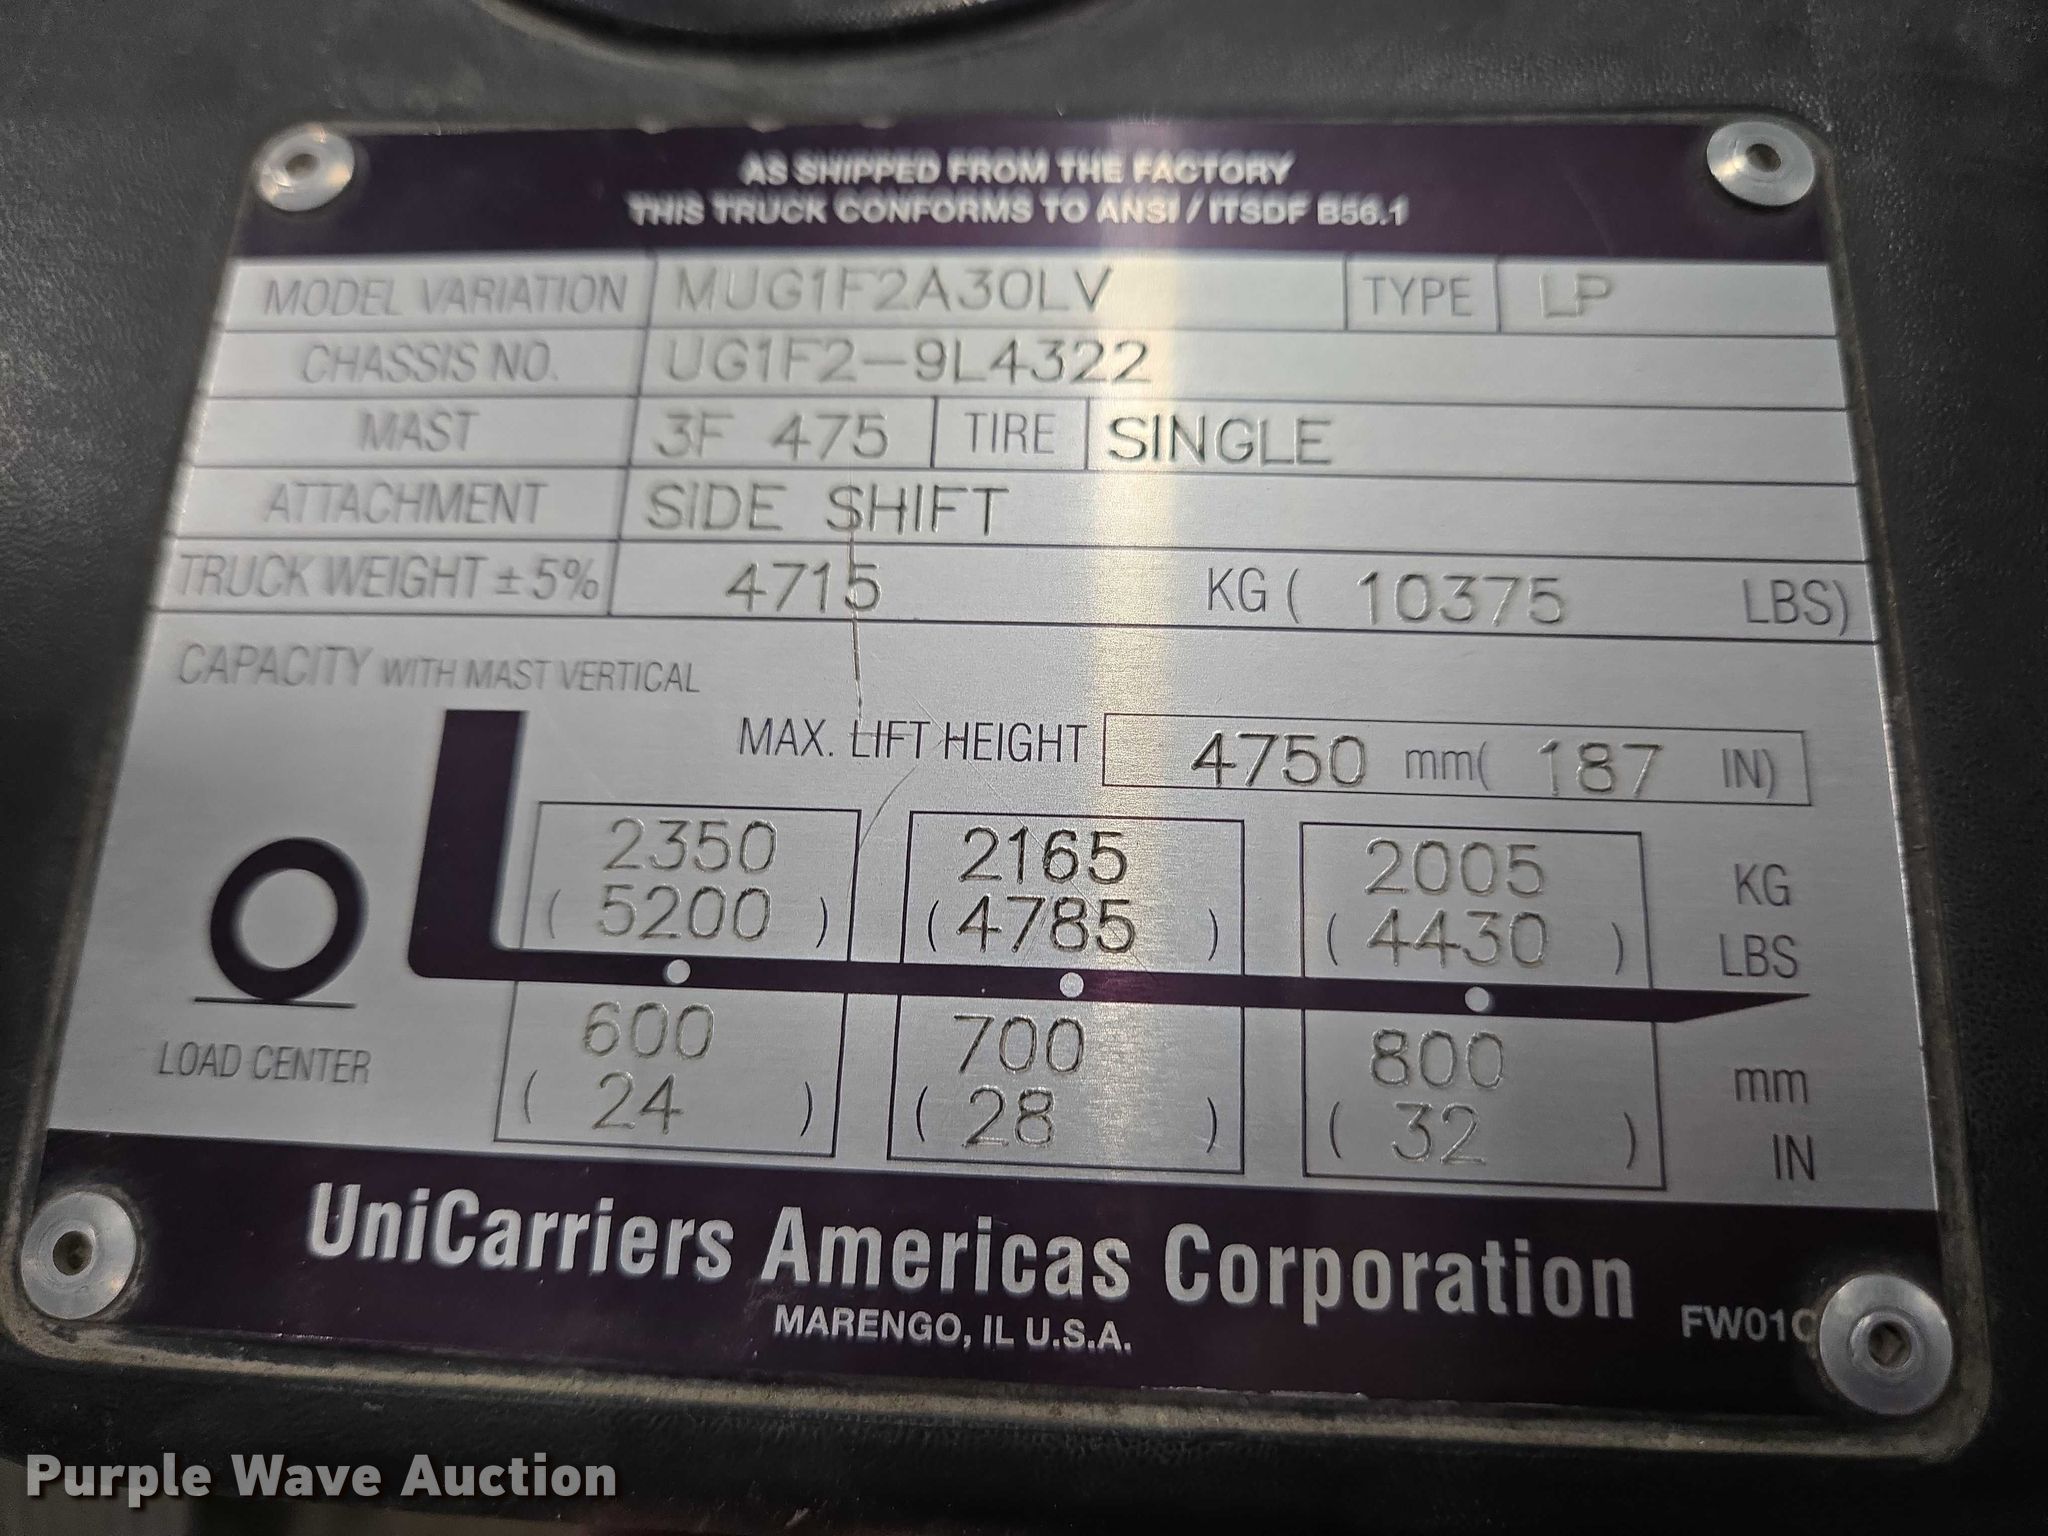 AS SHIPPED FROM THE FACTORY
THIS TRUCK CONFORMS TO ANSI / ITSDF B56.1
MODEL VARIATION MUG1F2A30LV TYPE LP
CHASSIS NO. UG1F2-9L4322
MAST 3F 475 TIRE SINGLE
ATTACHMENT SIDE SHIFT
TRUCK WEIGHT ± 5% 4715 KG ( 10375 LBS)
CAPACITY WITH MAST VERTICAL
MAX. LIFT HEIGHT 4750 mm( 187 IN)
2350 2165 2005 KG
( 5200 ) ( 4785 ) ( 4430 ) LBS
600 700 800 mm
LOAD CENTER
( 24 ) ( 28 ) ( 32 ) IN
UniCarriers Americas Corporation
MARENGO, IL U.S.A.
Purple Wave Auction